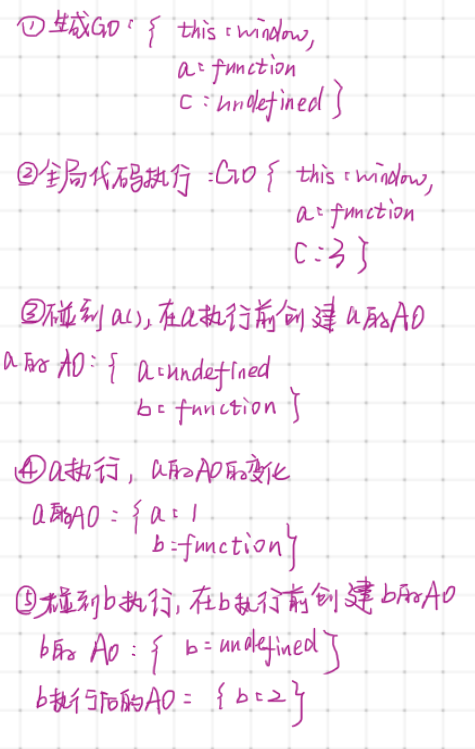 ①生成GO：{ this：window,
a：function
c：undefined }
②全局代码执行：GO { this：window,
a：function
c：3 }
③碰到a(),在a执行前创建a的AO
a的AO：{ a：undefined
b：function }
④a执行，a的AO的变化
a的AO：{ a：1
b：function}
⑤碰到b执行,在b执行前创建b的AO
b的AO：{ b=undefined }
b执行后的AO= { b：2 }